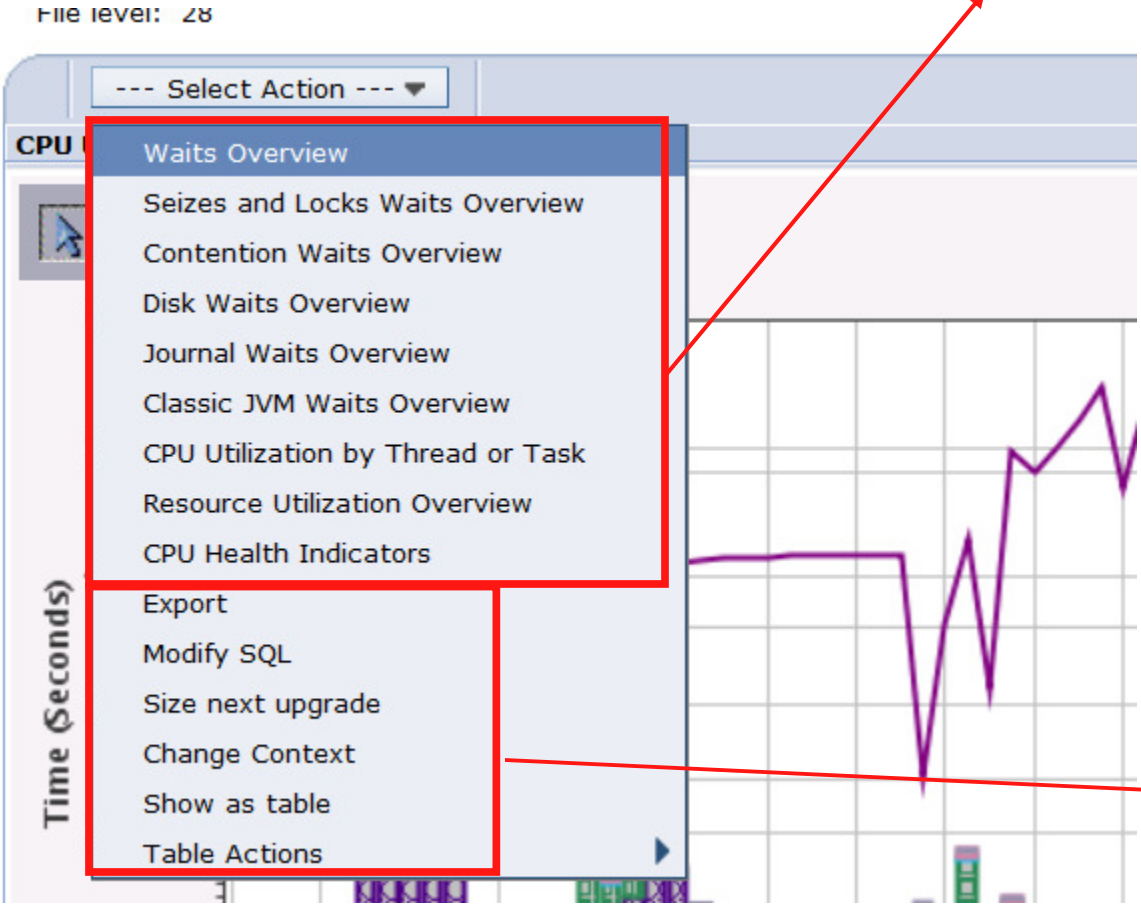 File level: 28
--- Select Action ---
CPU
Waits Overview
Seizes and Locks Waits Overview
Contention Waits Overview
Disk Waits Overview
Journal Waits Overview
Classic JVM Waits Overview
CPU Utilization by Thread or Task
Resource Utilization Overview
CPU Health Indicators
Export
Modify SQL
Size next upgrade
Change Context
Show as table
Table Actions
Time (Seconds)